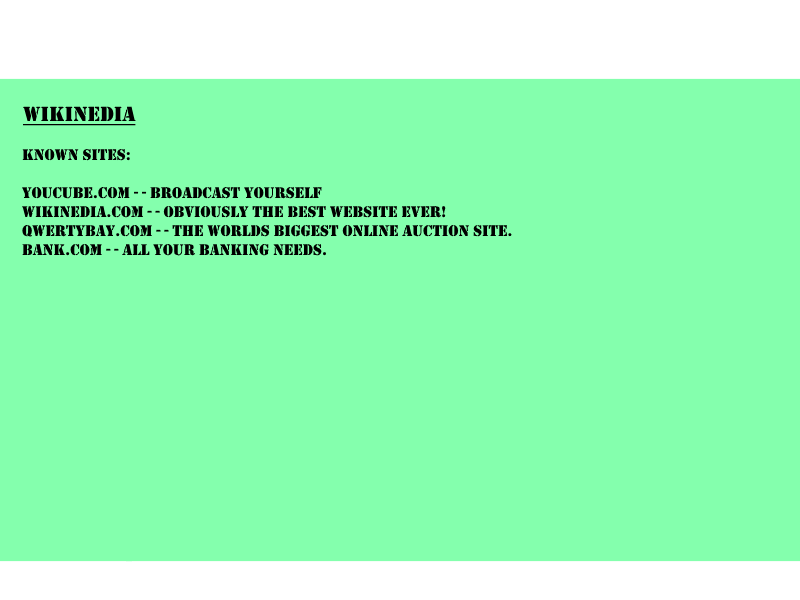 WIKINEDIA
KNOWN SITES:
YOUCUBE.COM -- BROADCAST YOURSELF
WIKINEDIA.COM -- OBVIOUSLY THE BEST WEBSITE EVER!
QWERTYBAY.COM -- THE WORLDS BIGGEST ONLINE AUCTION SITE.
BANK.COM -- ALL YOUR BANKING NEEDS.